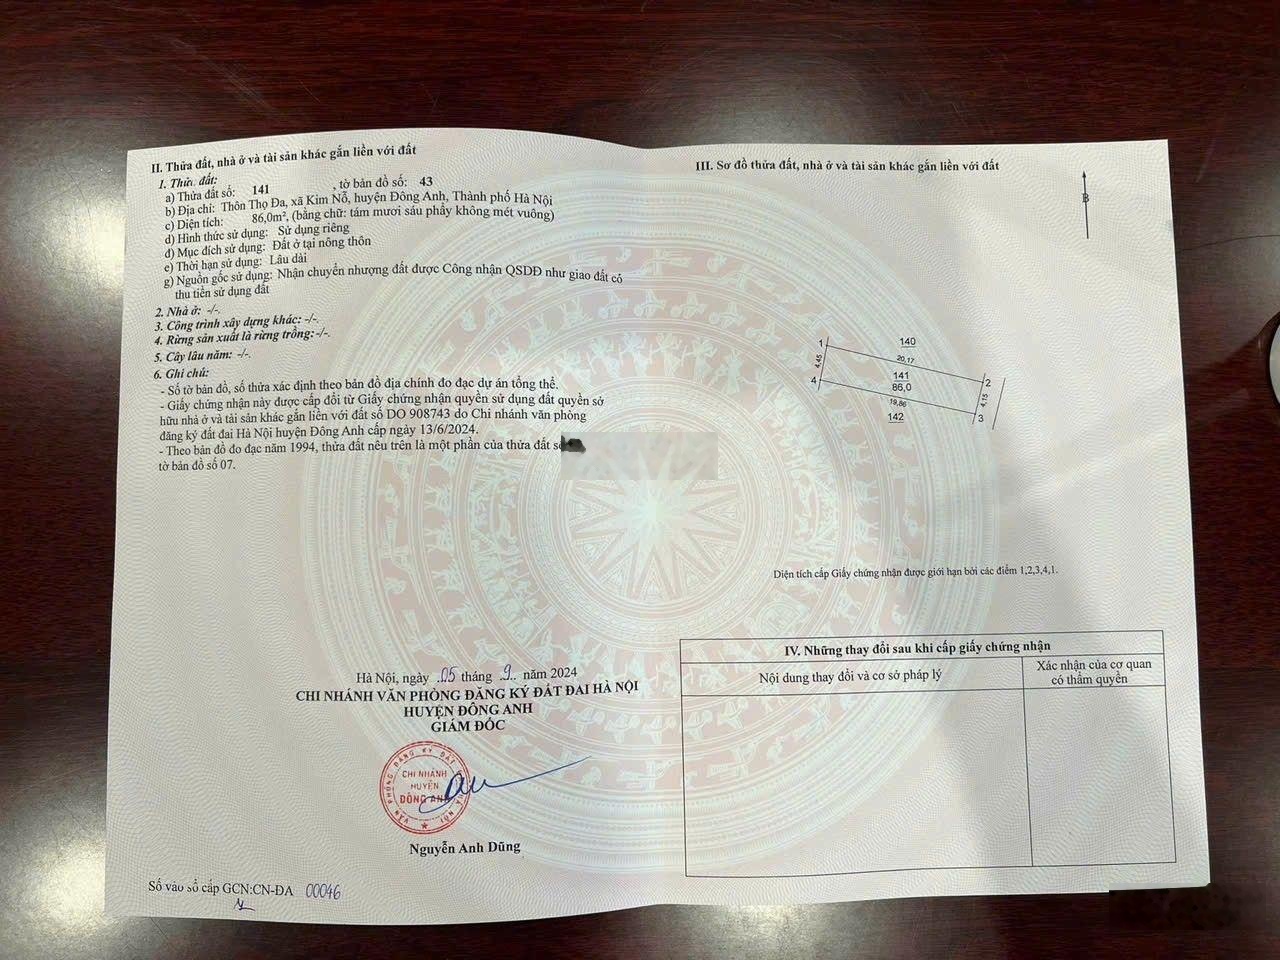 II. Thửa đất, nhà ở và tài sản khác gắn liền với đất
1. Thửa đất:
a) Thửa đất số: 141 , tờ bản đồ số: 43
b) Địa chỉ: Thôn Thọ Đa, xã Kim Nỗ, huyện Đông Anh, Thành phố Hà Nội
c) Diện tích: 86,0m², (bằng chữ: tám mươi sáu phẩy không mét vuông)
d) Hình thức sử dụng: Sử dụng riêng
đ) Mục đích sử dụng: Đất ở tại nông thôn
e) Thời hạn sử dụng: Lâu dài
g) Nguồn gốc sử dụng: Nhận chuyển nhượng đất được Công nhận QSDĐ như giao đất có
thu tiền sử dụng đất
2. Nhà ở: -/-.
3. Công trình xây dựng khác: -/-.
4. Rừng sản xuất là rừng trồng: -/-.
5. Cây lâu năm: -/-.
6. Ghi chú:
- Số tờ bản đồ, số thửa xác định theo bản đồ địa chính đo đạc dự án tổng thể.
- Giấy chứng nhận này được cấp đổi từ Giấy chứng nhận quyền sử dụng đất quyền sở
hữu nhà ở và tài sản khác gắn liền với đất số DO 908743 do Chi nhánh văn phòng
đăng ký đất đai Hà Nội huyện Đông Anh cấp ngày 13/6/2024.
- Theo bản đồ đo đạc năm 1994, thửa đất nêu trên là một phần của thửa đất
tờ bản đồ số 07.
Hà Nội, ngày 05 tháng 9 năm 2024
CHI NHÁNH VĂN PHÒNG ĐĂNG KÝ ĐẤT ĐAI HÀ NỘI
HUYỆN ĐÔNG ANH
GIÁM ĐỐC
VĂN PHÒNG ĐĂNG KÝ ĐẤT ĐAI HÀ NỘI
CHI NHÁNH
HUYỆN
ĐÔNG ANH
Nguyễn Anh Dũng
Số vào sổ cấp GCN:CN-ĐA 00046
III. Sơ đồ thửa đất, nhà ở và tài sản khác gắn liền với đất
B
1
140
20,17
4,45
141
86,0
2
4
19,86
4,15
142
3
Diện tích cấp Giấy chứng nhận được giới hạn bởi các điểm 1,2,3,4,1.
IV. Những thay đổi sau khi cấp giấy chứng nhận
Nội dung thay đổi và cơ sở pháp lý
Xác nhận của cơ quan
có thẩm quyền